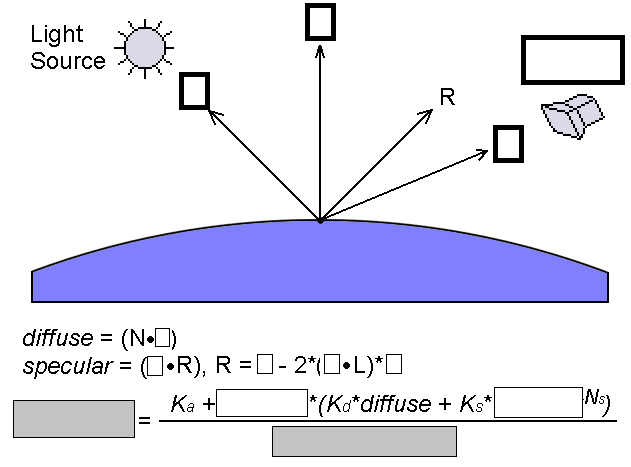 Light
Source
R
diffuse = (N•□)
specular = (□•R), R = □ - 2*(□•L)*□
= Ka + *(Kd*diffuse + Ks* Ns)